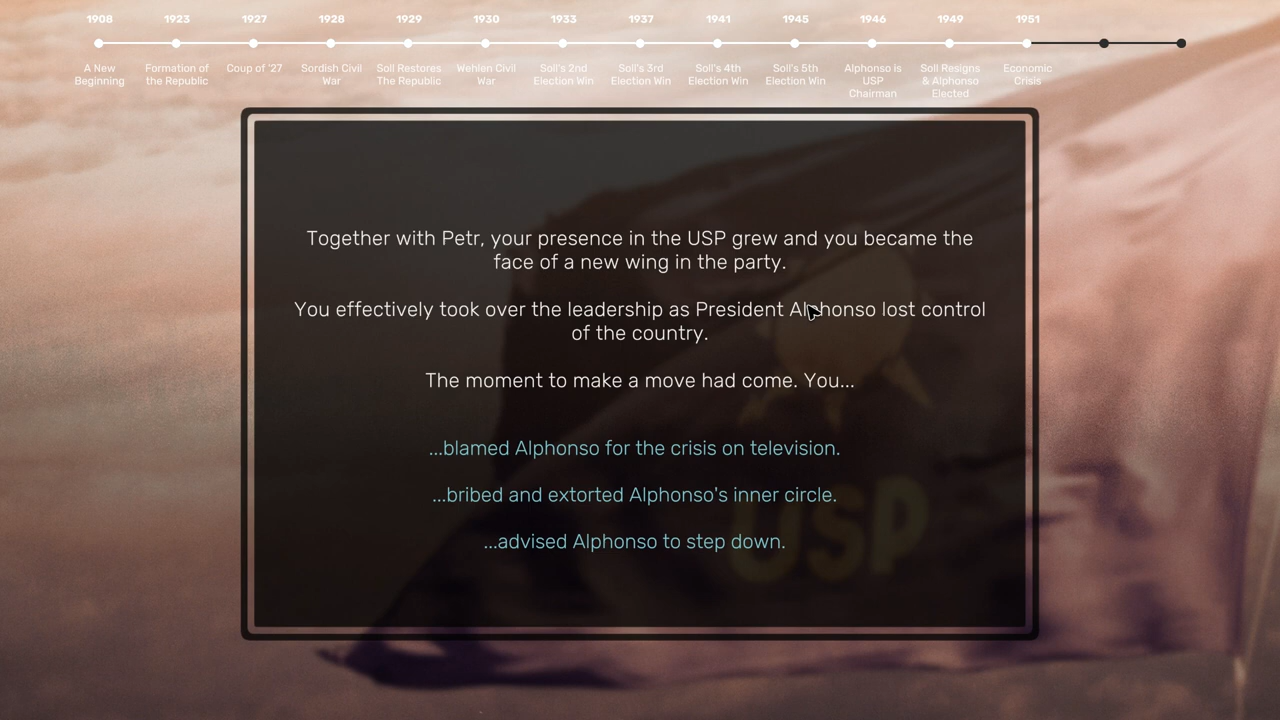 1908
1923
1927
1928
1929
1930
1933
1937
1941
1945
1946
1949
1951
A New
Beginning
Formation of
the Republic
Coup of '27
Sordish Civil
War
Soll Restores
The Republic
Wehlen Civil
War
Soll's 2nd
Election Win
Soll's 3rd
Election Win
Soll's 4th
Election Win
Soll's 5th
Election Win
Alphonso is
USP
Chairman
Soll Resigns
& Alphonso
Elected
Economic
Crisis
Together with Petr, your presence in the USP grew and you became the
face of a new wing in the party.
You effectively took over the leadership as President Alphonso lost control
of the country.
The moment to make a move had come. You...
...blamed Alphonso for the crisis on television.
...bribed and extorted Alphonso's inner circle.
...advised Alphonso to step down.
USP